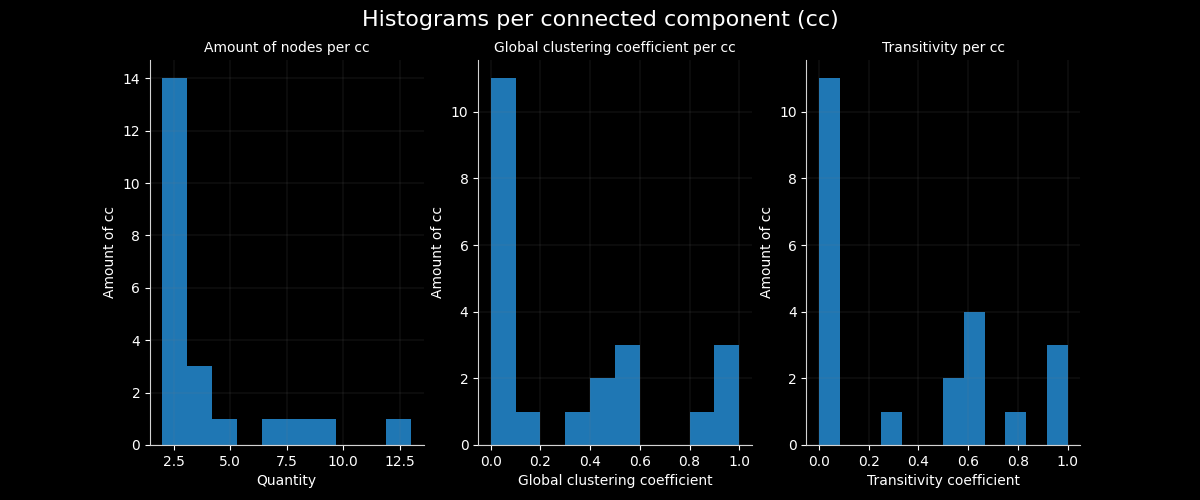 Histograms per connected component (cc)
Amount of nodes per cc
Amount of cc
14
12
10
8
6
4
2
0
2.5 5.0 7.5 10.0 12.5
Quantity
Global clustering coefficient per cc
Amount of cc
10
8
6
4
2
0
0.0 0.2 0.4 0.6 0.8 1.0
Global clustering coefficient
Transitivity per cc
Amount of cc
10
8
6
4
2
0
0.0 0.2 0.4 0.6 0.8 1.0
Transitivity coefficient